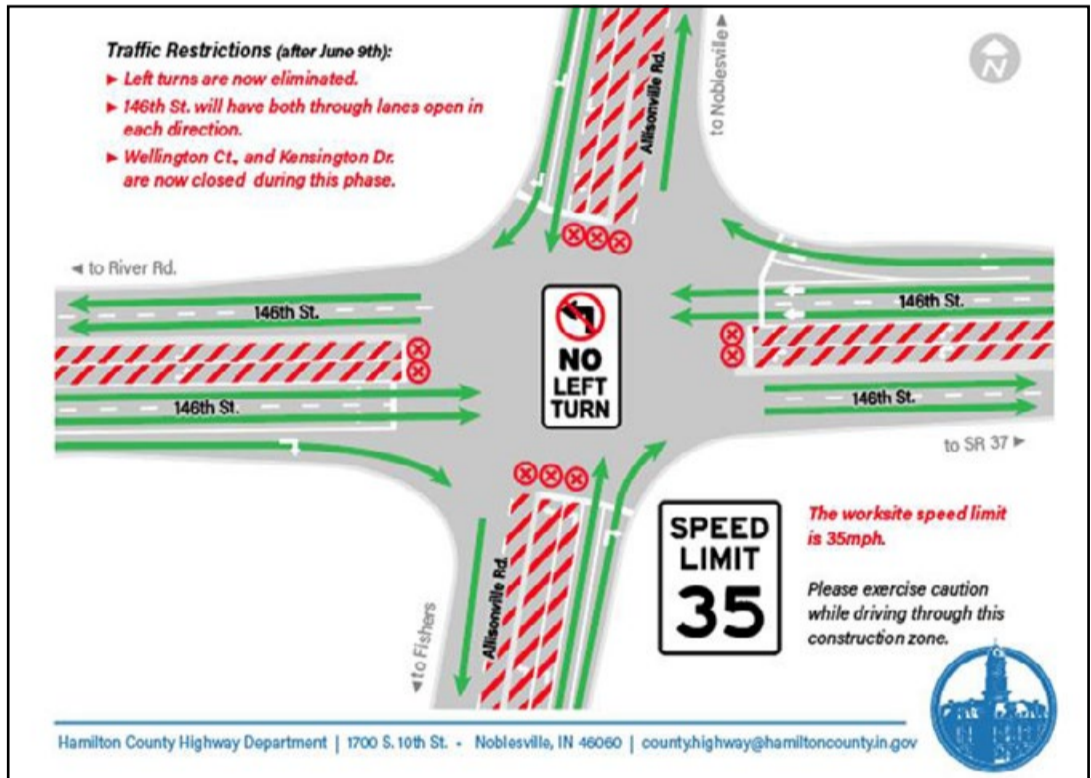 Traffic Restrictions (after June 9th):
► Left turns are now eliminated.
► 146th St. will have both through lanes open in
each direction.
► Wellington Ct., and Kensington Dr.
are now closed during this phase.
Allisonville Rd.
to Noblesville ►
N
◄ to River Rd.
146th St.
146th St.
NO
LEFT
TURN
146th St.
146th St.
to SR 37 ►
Allisonville Rd.
◄ to Fishers
SPEED
LIMIT
35
The worksite speed limit
is 35mph.
Please exercise caution
while driving through this
construction zone.
Hamilton County Highway Department | 1700 S. 10th St. - Noblesville, IN 46060 | county.highway@hamiltoncounty.in.gov